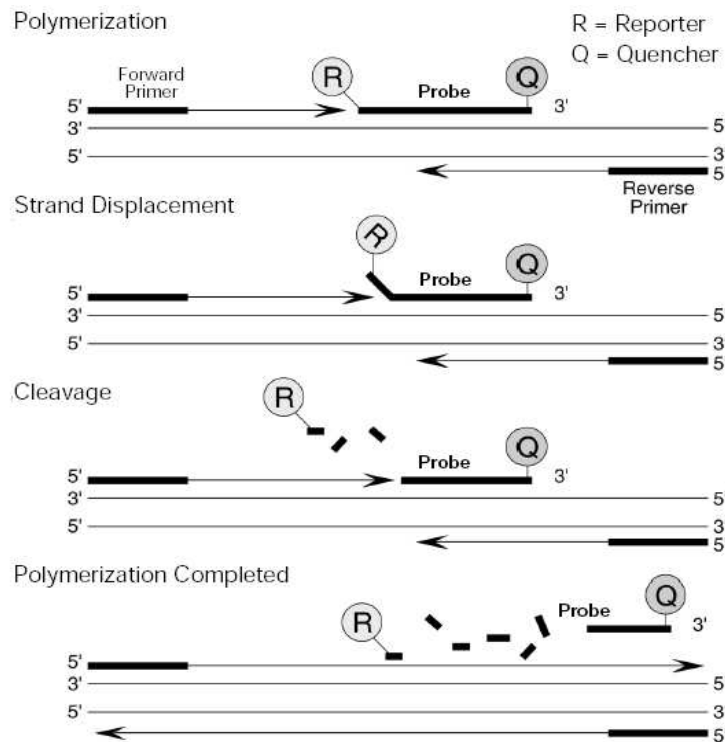 Polymerization
R = Reporter
Q = Quencher
Forward
Primer
R
Probe
Q
5'
3'
3'
5
5'
3
5
Reverse
Primer
Strand Displacement
R
Probe
Q
5'
3'
3'
5
5'
3
5
Cleavage
R
Probe
Q
5'
3'
3'
5
5'
3
5
Polymerization Completed
R
Probe
Q
3'
5'
3'
5
5'
3
5'